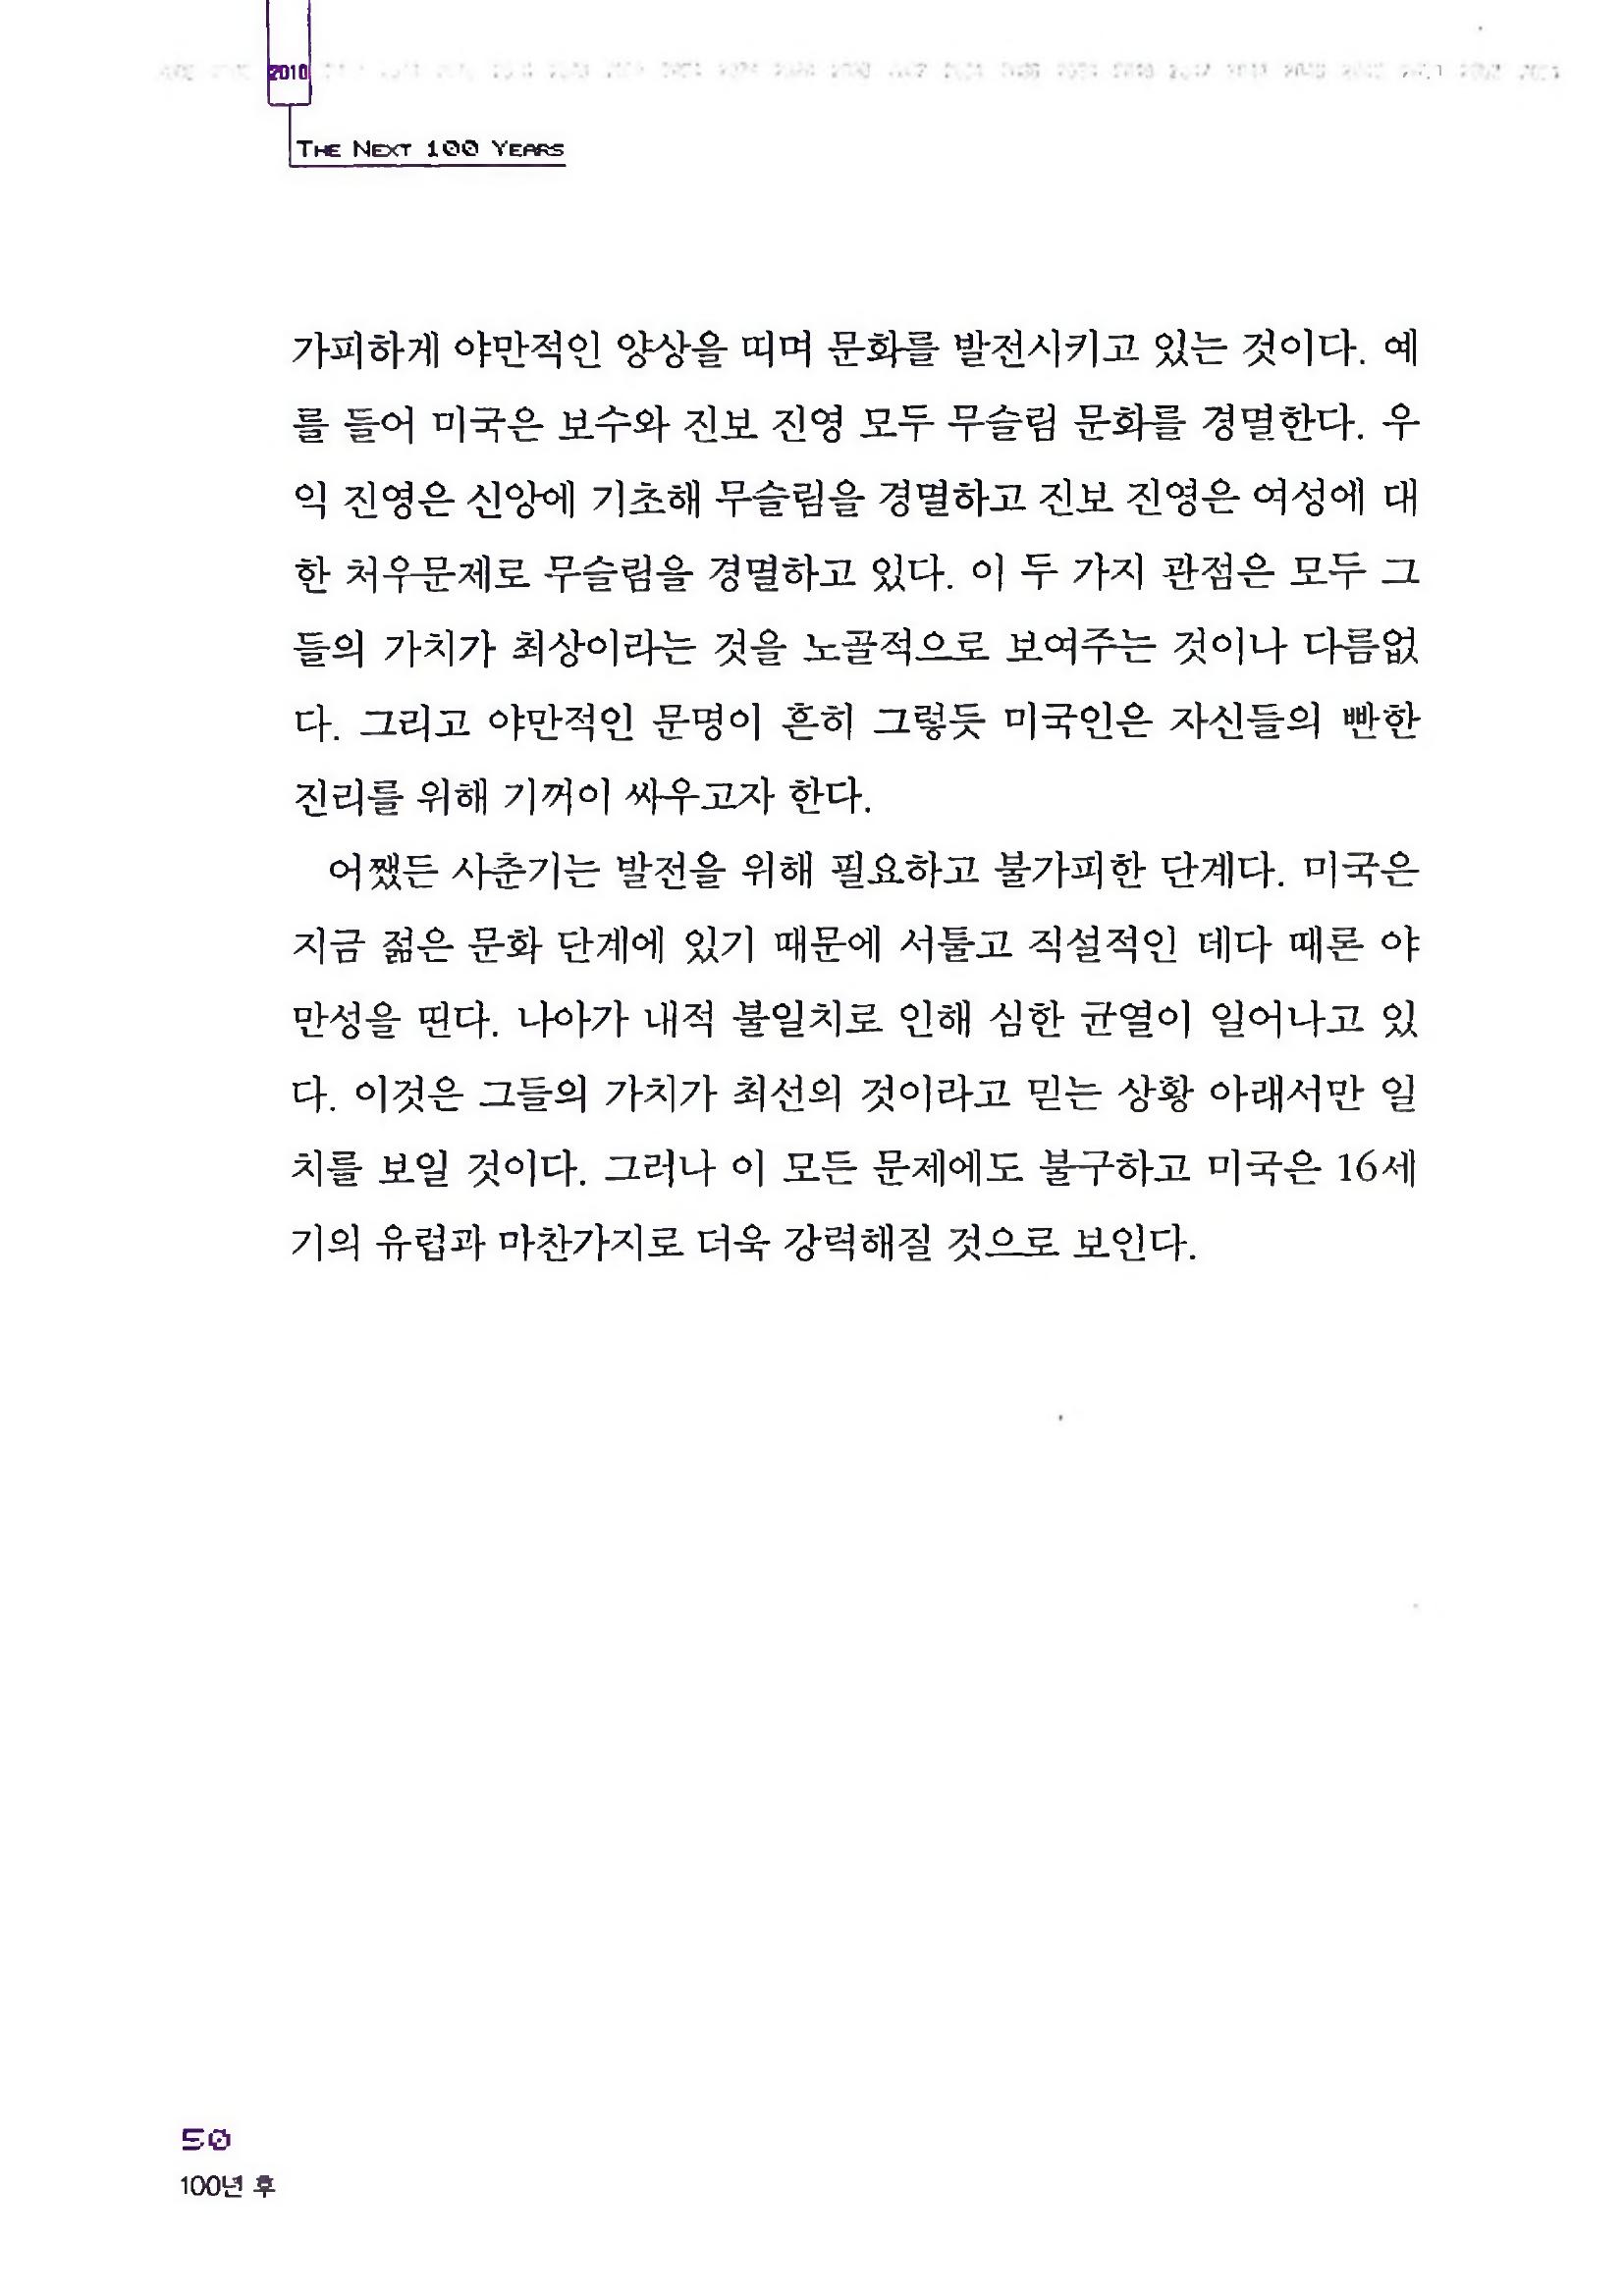 2010
THE NEXT 100 YEARS
가피하게 야만적인 양상을 띠며 문화를 발전시키고 있는 것이다. 예
를 들어 미국은 보수와 진보 진영 모두 무슬림 문화를 경멸한다. 우
익 진영은 신앙에 기초해 무슬림을 경멸하고 진보 진영은 여성에 대
한 처우문제로 무슬림을 경멸하고 있다. 이 두 가지 관점은 모두 그
들의 가치가 최상이라는 것을 노골적으로 보여주는 것이나 다름없
다. 그리고 야만적인 문명이 흔히 그렇듯 미국인은 자신들의 빤한
진리를 위해 기꺼이 싸우고자 한다.
어쨌든 사춘기는 발전을 위해 필요하고 불가피한 단계다. 미국은
지금 젊은 문화 단계에 있기 때문에 서툴고 직설적인 데다 때론 야
만성을 띤다. 나아가 내적 불일치로 인해 심한 균열이 일어나고 있
다. 이것은 그들의 가치가 최선의 것이라고 믿는 상황 아래서만 일
치를 보일 것이다. 그러나 이 모든 문제에도 불구하고 미국은 16세
기의 유럽과 마찬가지로 더욱 강력해질 것으로 보인다.
50
100년 후